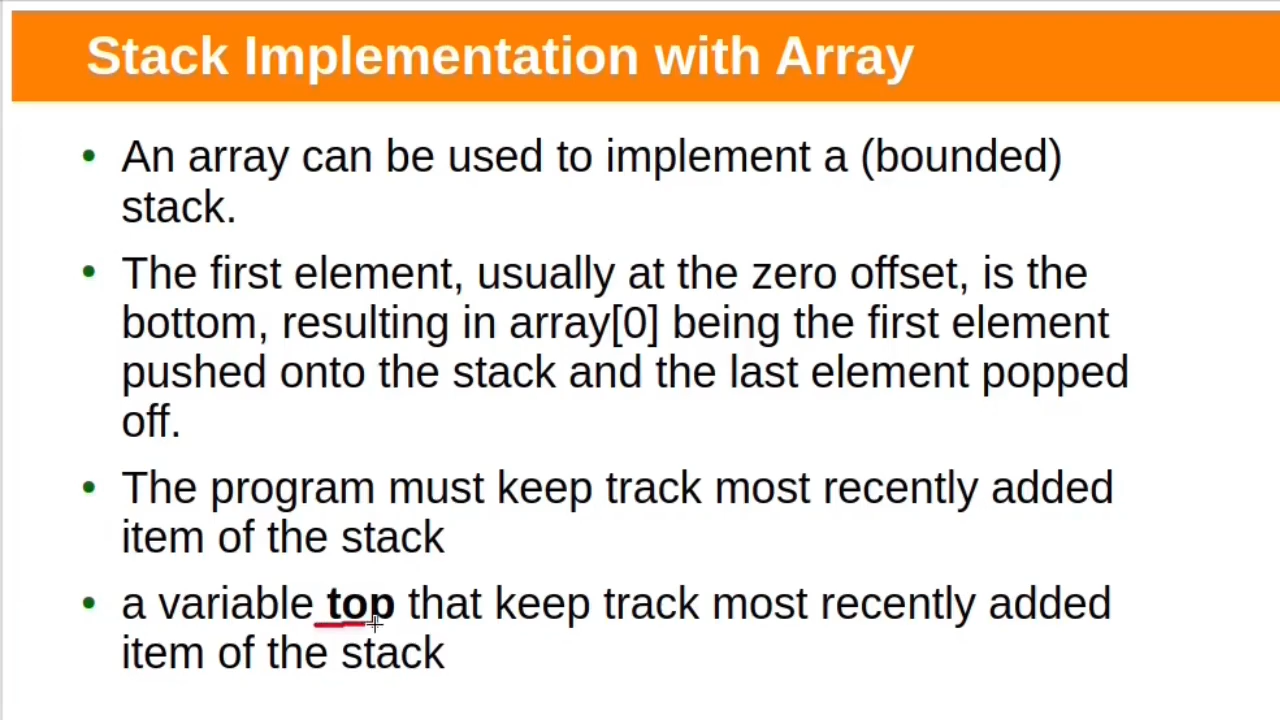 Stack Implementation with Array
• An array can be used to implement a (bounded)
stack.
• The first element, usually at the zero offset, is the
bottom, resulting in array[0] being the first element
pushed onto the stack and the last element popped
off.
• The program must keep track most recently added
item of the stack
• a variable top that keep track most recently added
item of the stack